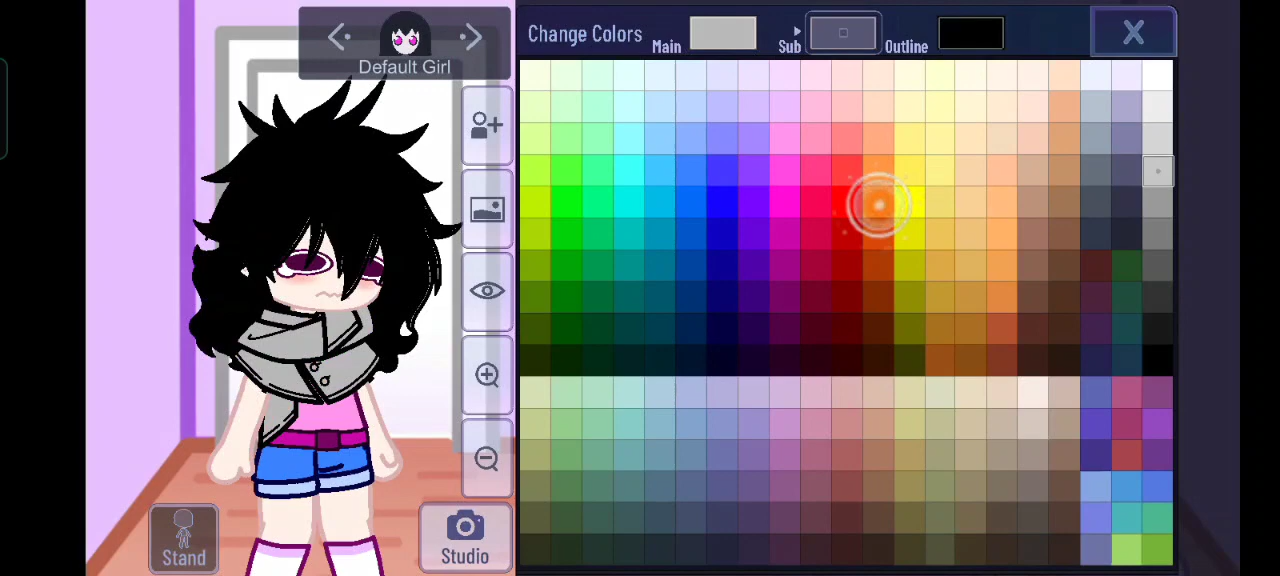 Default Girl
Change Colors
Main
Sub
Outline
X
Stand
Studio